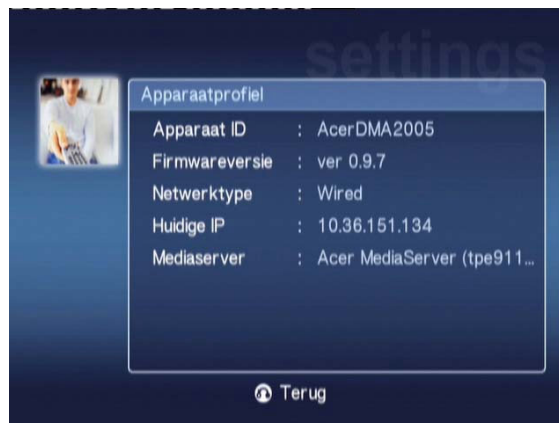 settings
Apparaatprofiel
Apparaat ID : AcerDMA2005
Firmwareversie : ver 0.9.7
Netwerktype : Wired
Huidige IP : 10.36.151.134
Mediaserver : Acer MediaServer (tpe911...
Terug